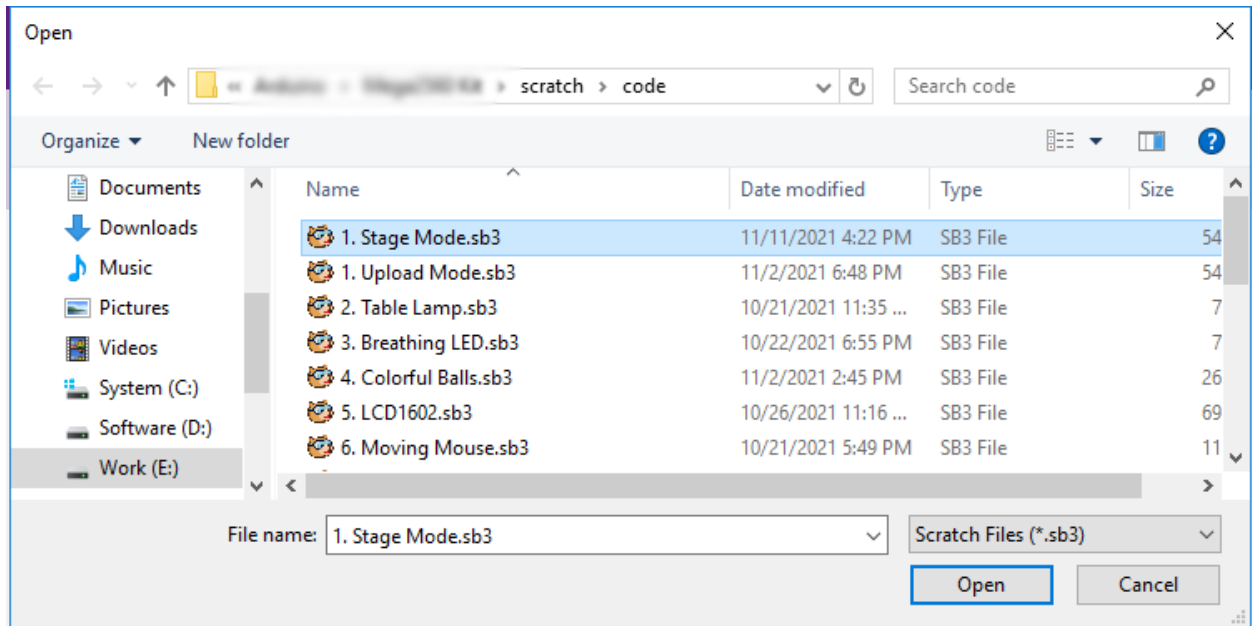 Open
scratch > code
Search code
Organize
New folder
Name
Date modified
Type
Size
Documents
Downloads
Music
Pictures
Videos
System (C:)
Software (D:)
Work (E:)
1. Stage Mode.sb3 11/11/2021 4:22 PM SB3 File 54
1. Upload Mode.sb3 11/2/2021 6:48 PM SB3 File 54
2. Table Lamp.sb3 10/21/2021 11:35 ... SB3 File 7
3. Breathing LED.sb3 10/22/2021 6:55 PM SB3 File 7
4. Colorful Balls.sb3 11/2/2021 2:45 PM SB3 File 26
5. LCD1602.sb3 10/26/2021 11:16 ... SB3 File 69
6. Moving Mouse.sb3 10/21/2021 5:49 PM SB3 File 11
File name: 1. Stage Mode.sb3
Scratch Files (*.sb3)
Open
Cancel